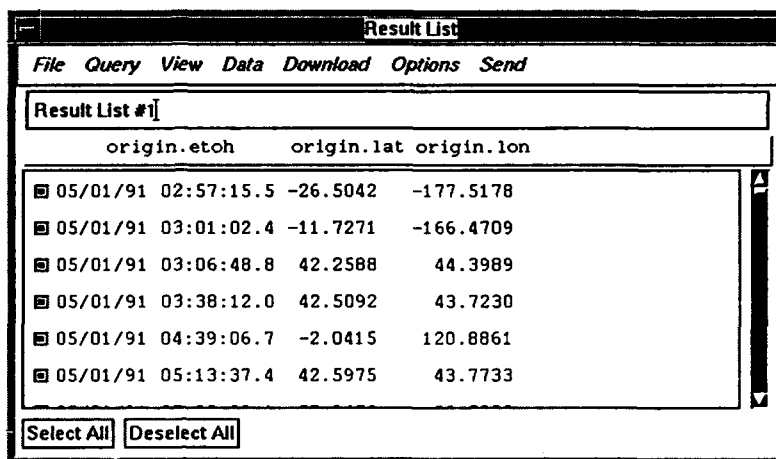 Result List
File Query View Data Download Options Send
Result List #1
origin.etoh origin.lat origin.lon
05/01/91 02:57:15.5 -26.5042 -177.5178
05/01/91 03:01:02.4 -11.7271 -166.4709
05/01/91 03:06:48.8 42.2588 44.3989
05/01/91 03:38:12.0 42.5092 43.7230
05/01/91 04:39:06.7 -2.0415 120.8861
05/01/91 05:13:37.4 42.5975 43.7733
Select All Deselect All